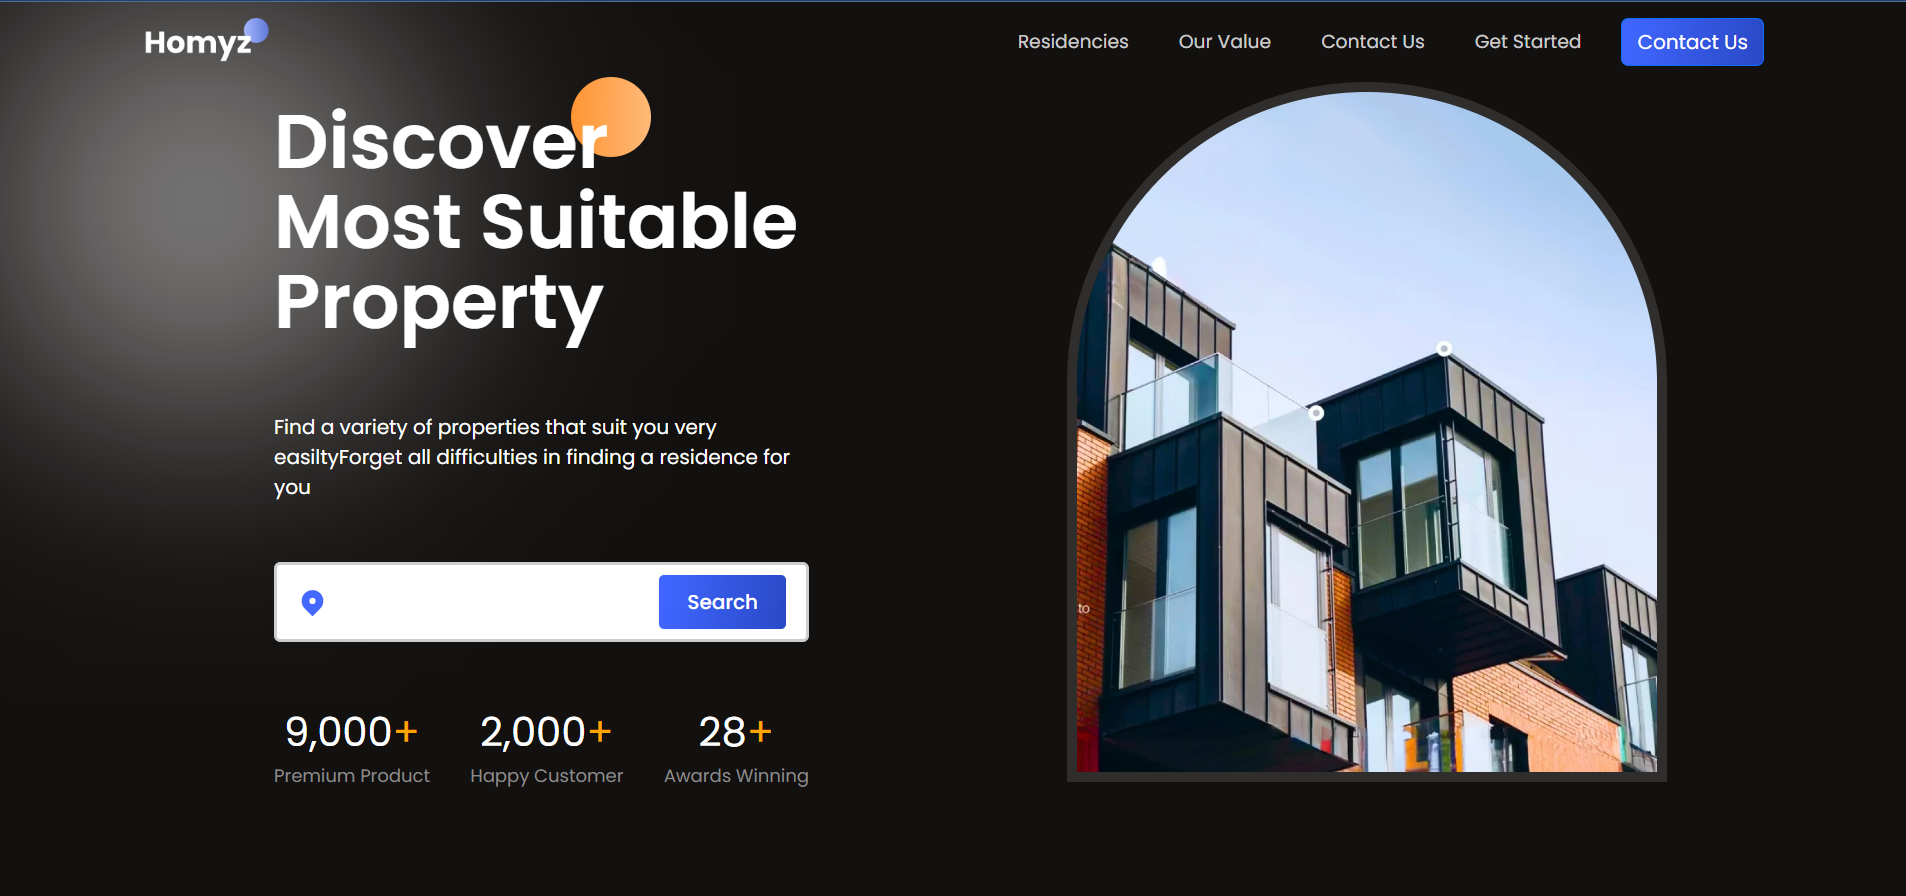 Homyz
Residencies
Our Value
Contact Us
Get Started
Contact Us
Discover
Most Suitable
Property
Find a variety of properties that suit you very
easiltyForget all difficulties in finding a residence for
you
Search
9,000+
2,000+
28+
Premium Product
Happy Customer
Awards Winning
to